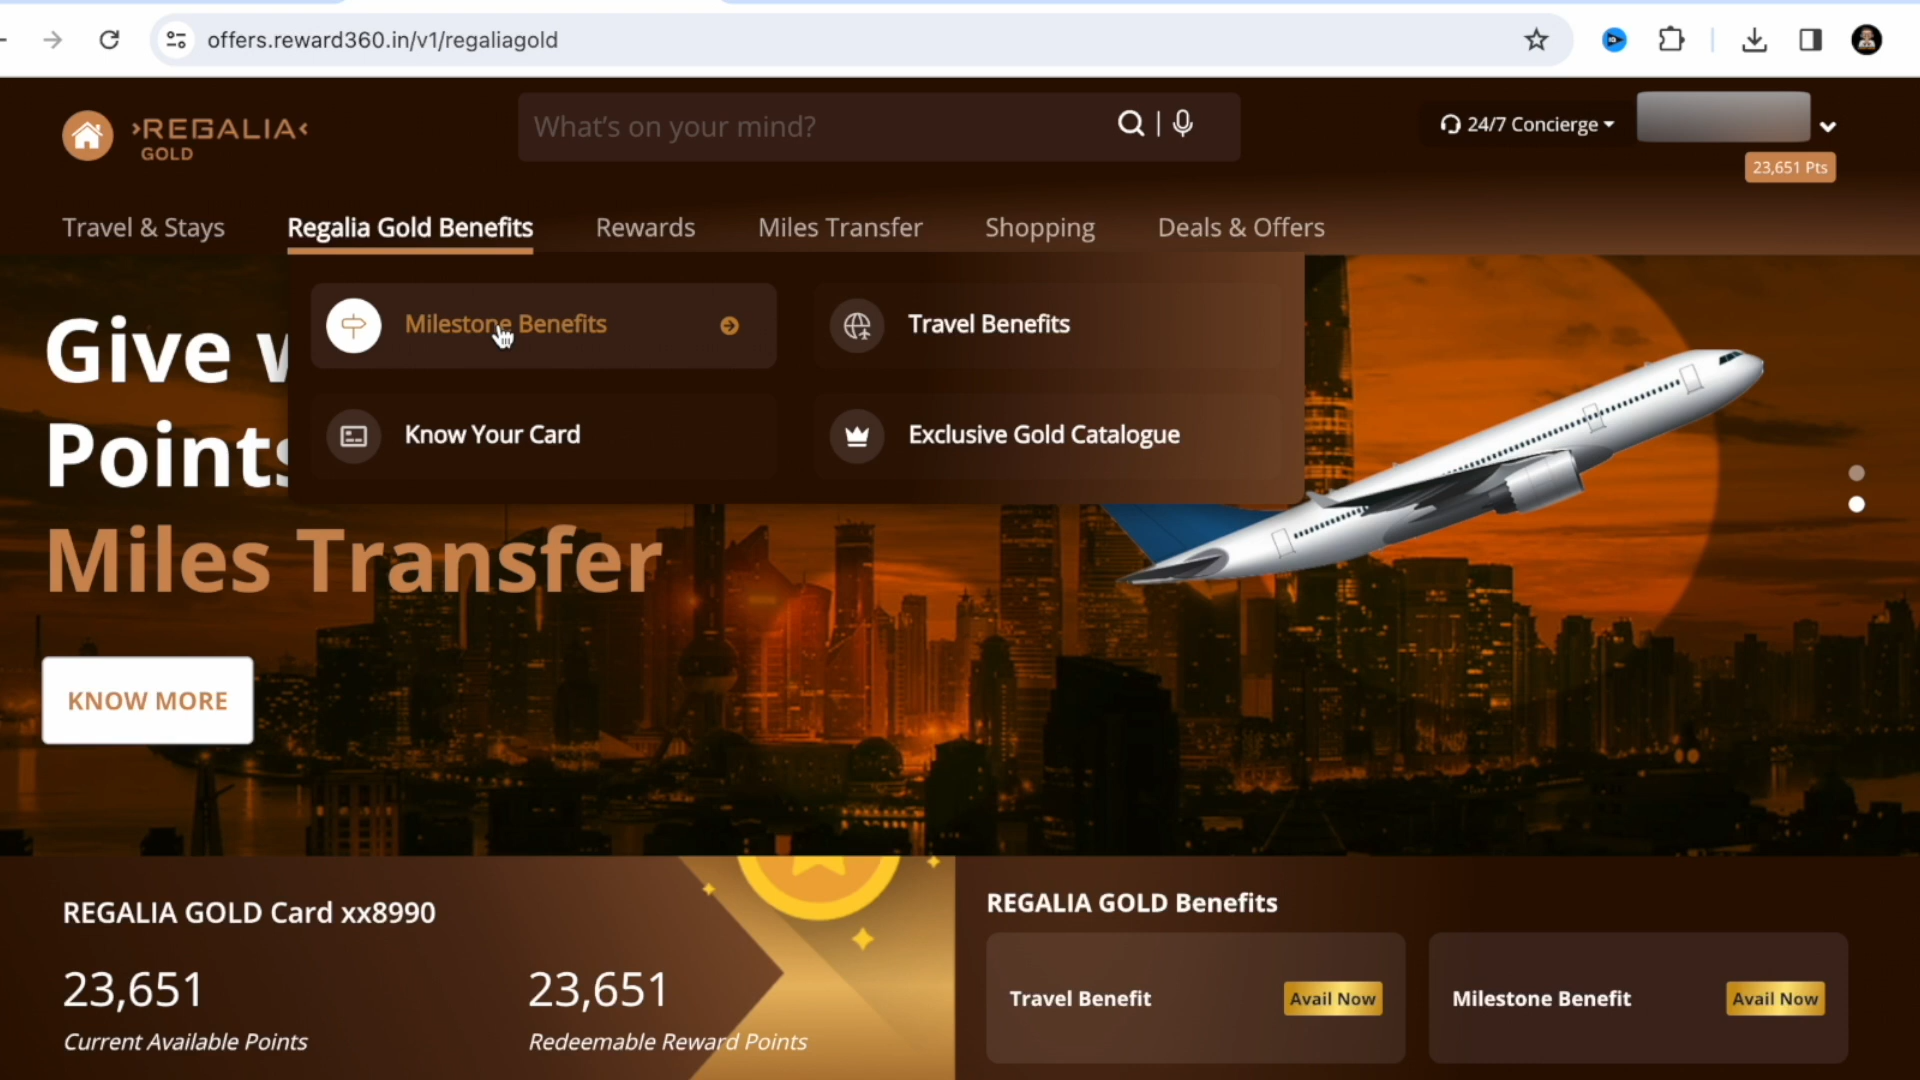 offers.reward360.in/v1/regaliagold
REGALIA
GOLD
What's on your mind?
24/7 Concierge
23,651 Pts
Travel & Stays
Regalia Gold Benefits
Rewards
Miles Transfer
Shopping
Deals & Offers
Milestone Benefits
Travel Benefits
Know Your Card
Exclusive Gold Catalogue
Give
Points
Miles Transfer
KNOW MORE
REGALIA GOLD Card xx8990
23,651
Current Available Points
23,651
Redeemable Reward Points
REGALIA GOLD Benefits
Travel Benefit
Avail Now
Milestone Benefit
Avail Now